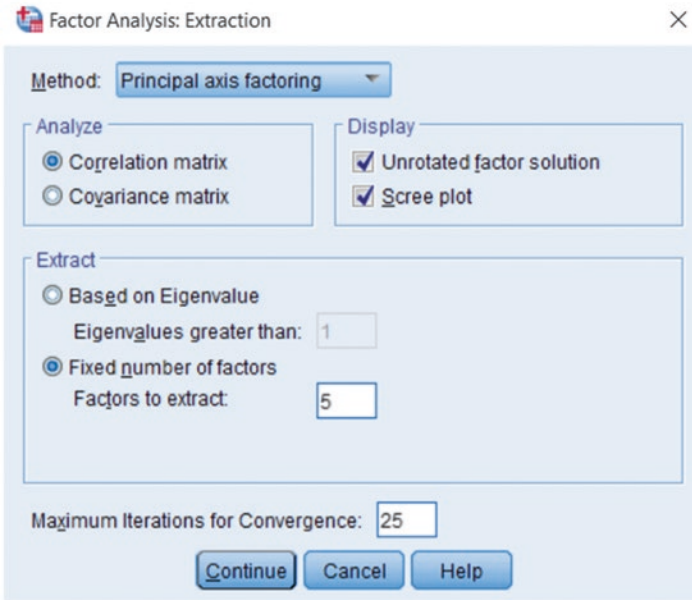 Factor Analysis: Extraction
Method: Principal axis factoring
Analyze
Correlation matrix
Covariance matrix
Display
Unrotated factor solution
Scree plot
Extract
Based on Eigenvalue
Eigenvalues greater than: 1
Fixed number of factors
Factors to extract: 5
Maximum Iterations for Convergence: 25
Continue Cancel Help